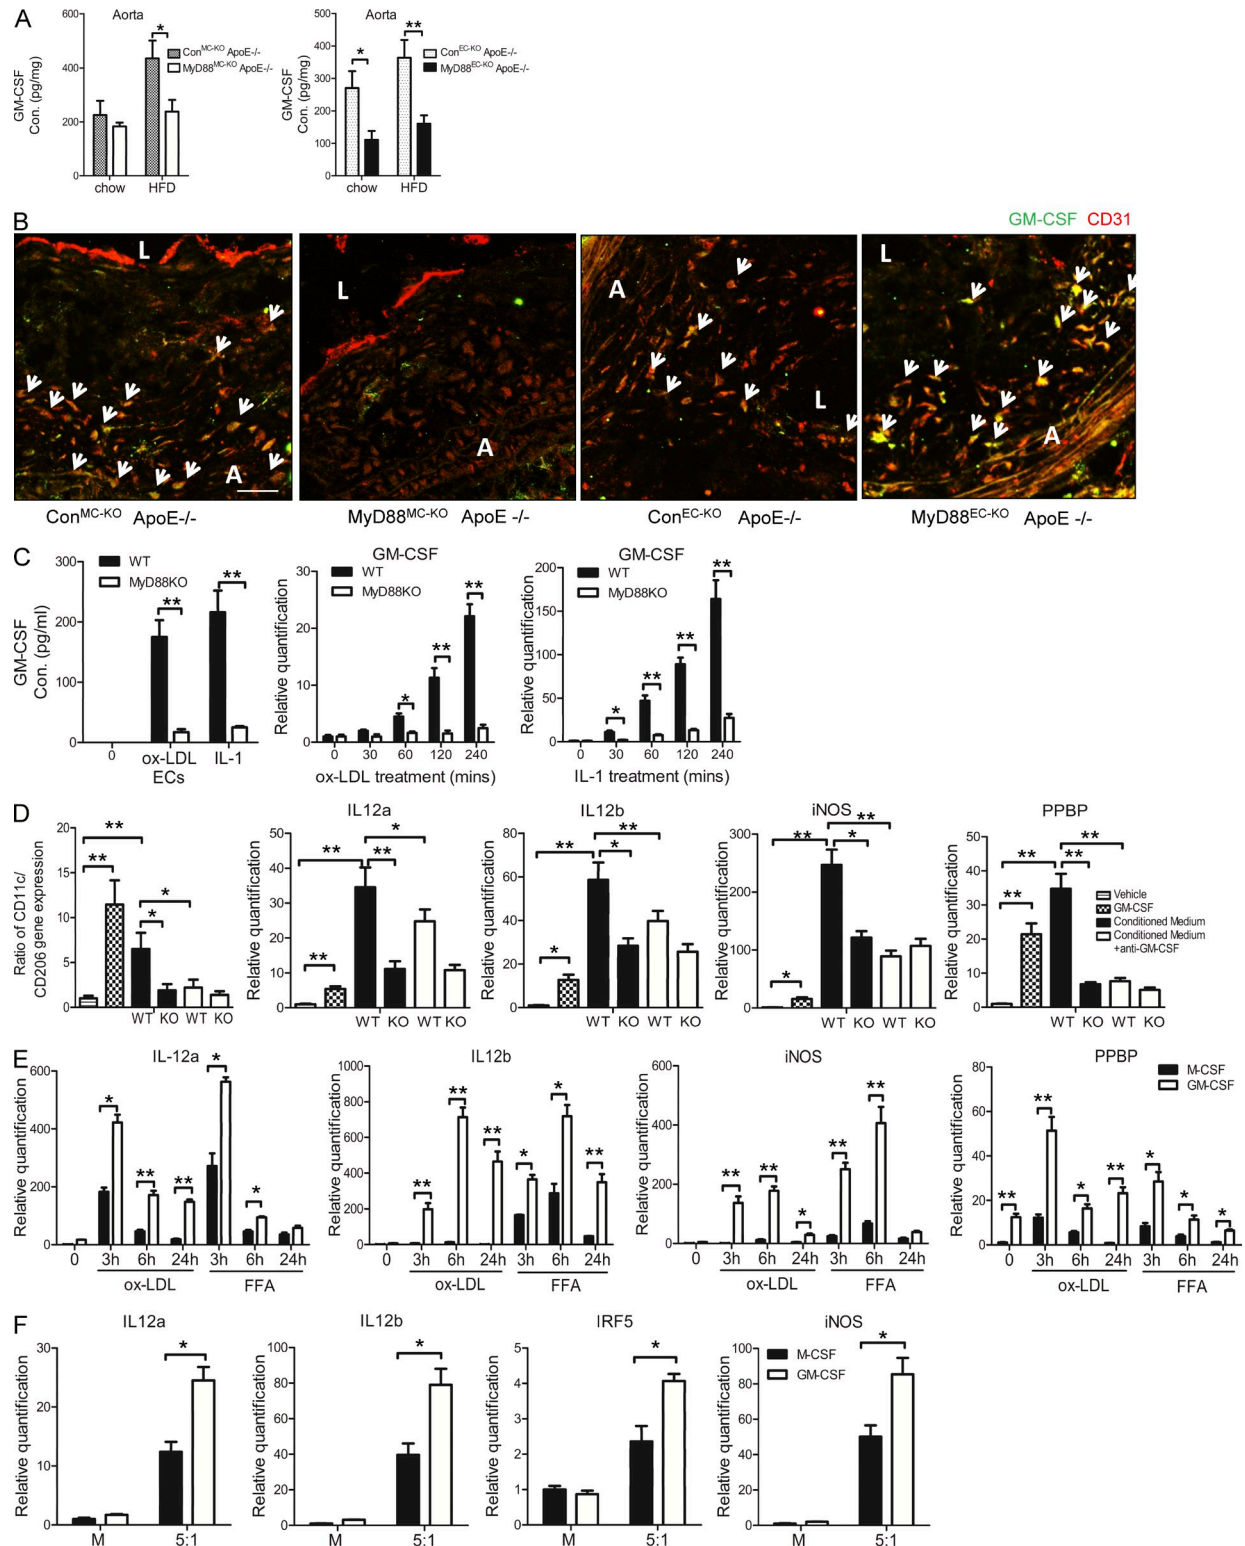 A
Aorta
600
400
200
0
GM-CSF
Con. (pg/mg)
*
Con^MC-KO ApoE-/-
MyD88^MC-KO ApoE-/-
chow HFD
Aorta
500
400
300
200
100
0
GM-CSF
Con. (pg/mg)
* **
Con^EC-KO ApoE-/-
MyD88^EC-KO ApoE-/-
chow HFD
B
GM-CSF CD31
L A
L A
A L
L A
Con^MC-KO ApoE-/-
MyD88^MC-KO ApoE -/-
Con^EC-KO ApoE-/-
MyD88^EC-KO ApoE -/-
C
300
200
100
0
GM-CSF
Con. (pg/ml)
WT
MyD88KO
** **
0 ox-LDL IL-1
ECs
GM-CSF
30
20
10
0
Relative quantification
WT
MyD88KO
* ** **
0 30 60 120 240
ox-LDL treatment (mins)
GM-CSF
200
150
100
50
0
Relative quantification
WT
MyD88KO
* ** ** **
0 30 60 120 240
IL-1 treatment (mins)
D
20
15
10
5
0
Ratio of CD11c/
CD206 gene expression
** ** * *
WT KO WT KO
IL12a
50
40
30
20
10
0
Relative quantification
** ** ** *
WT KO WT KO
IL12b
80
60
40
20
0
Relative quantification
* ** * **
WT KO WT KO
iNOS
300
200
100
0
Relative quantification
* ** * **
WT KO WT KO
PPBP
50
40
30
20
10
0
Relative quantification
** ** ** **
Vehicle
GM-CSF
Conditioned Medium
Conditioned Medium
+anti-GM-CSF
WT KO WT KO
E
IL-12a
600
400
200
0
Relative quantification
* ** ** * *
0 3h 6h 24h 3h 6h 24h
ox-LDL FFA
IL12b
1000
800
600
400
200
0
Relative quantification
** ** ** * * **
0 3h 6h 24h 3h 6h 24h
ox-LDL FFA
iNOS
600
400
200
0
Relative quantification
** ** * ** **
0 3h 6h 24h 3h 6h 24h
ox-LDL FFA
PPBP
80
60
40
20
0
Relative quantification
** ** * ** * * *
M-CSF
GM-CSF
0 3h 6h 24h 3h 6h 24h
ox-LDL FFA
F
IL12a
30
20
10
0
Relative quantification
*
M 5:1
IL12b
100
80
60
40
20
0
Relative quantification
*
M 5:1
IRF5
5
4
3
2
1
0
Relative quantification
*
M 5:1
iNOS
100
80
60
40
20
0
Relative quantification
*
M-CSF
GM-CSF
M 5:1